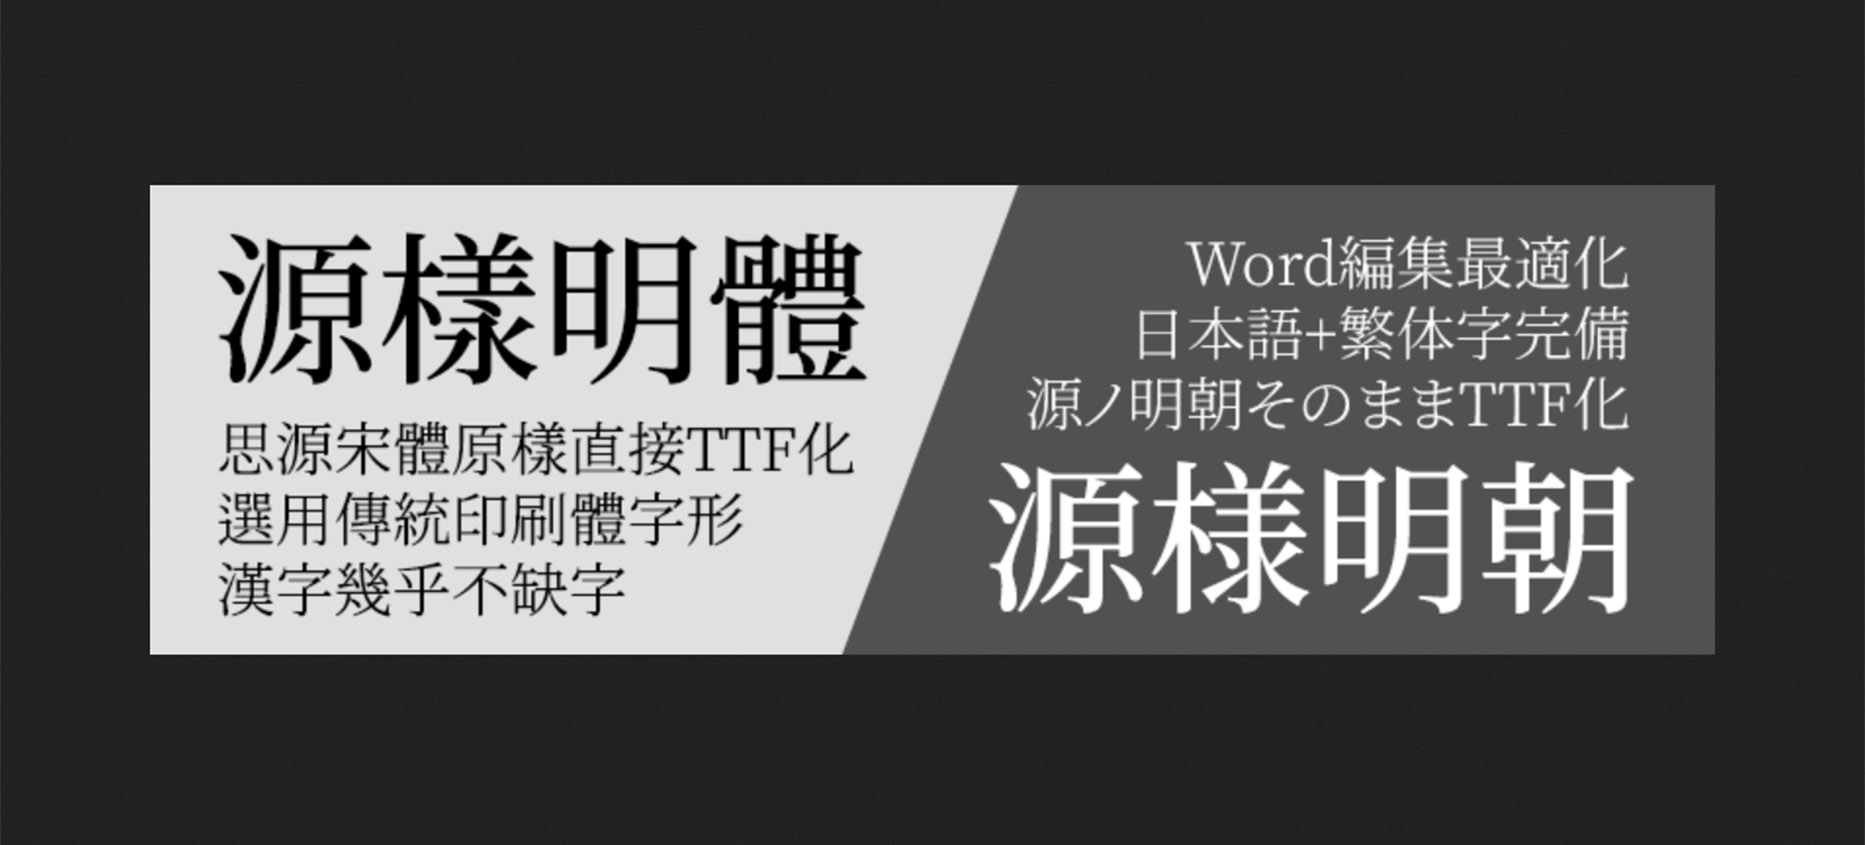 源樣明體
思源宋體原樣直接TTF化
選用傳統印刷體字形
漢字幾乎不缺字
Word編集最適化
日本語+繁体字完備
源ノ明朝そのままTTF化
源様明朝